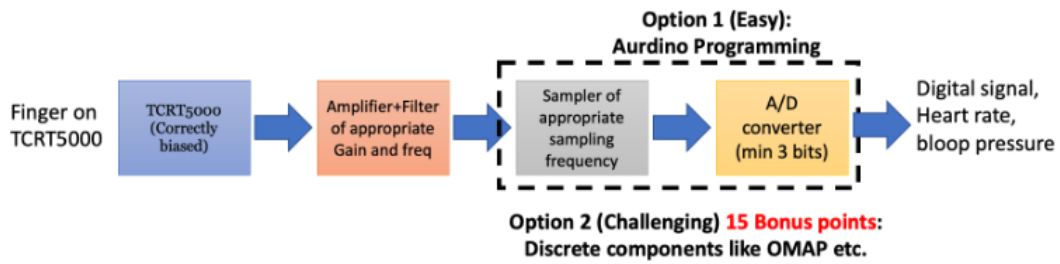 Option 1 (Easy):
Aurdino Programming
Finger on
TCRT5000
TCRT5000
(Correctly
biased)
Amplifier+Filter
of appropriate
Gain and freq
Sampler of
appropriate
sampling
frequency
A/D
converter
(min 3 bits)
Digital signal,
Heart rate,
bloop pressure
Option 2 (Challenging) 15 Bonus points:
Discrete components like OMAP etc.